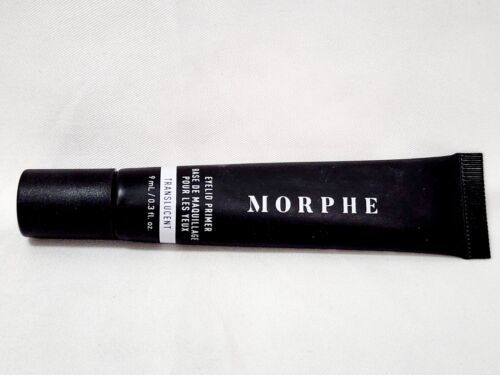 MORPHE
EYELID PRIMER
BASE DE MAQUILLAGE
POUR LES YEUX
TRANSLUCENT
9 mL / 0.3 fl. oz.